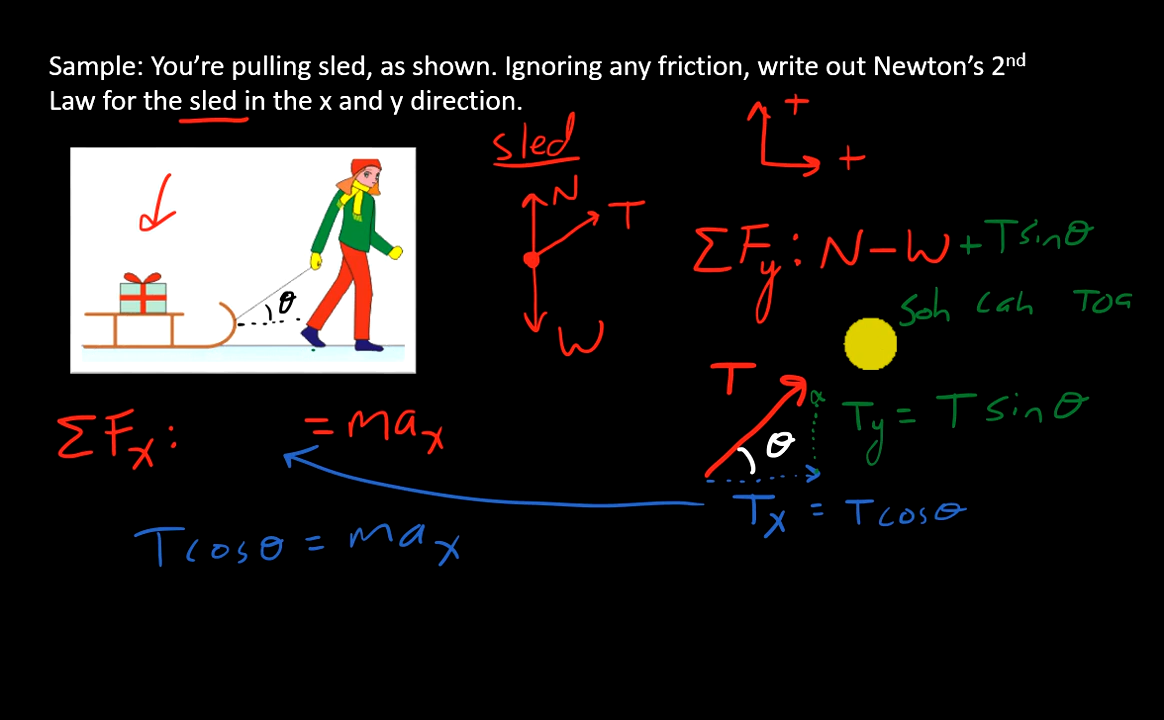 Sample: You're pulling sled, as shown. Ignoring any friction, write out Newton's 2nd
Law for the sled in the x and y direction.
sled
+
+
N
T
W
θ
ΣFy: N - W + Tsinθ
Soh Cah Toa
T
θ
Ty = T sinθ
Tx = Tcosθ
ΣFx: = max
Tcosθ = max